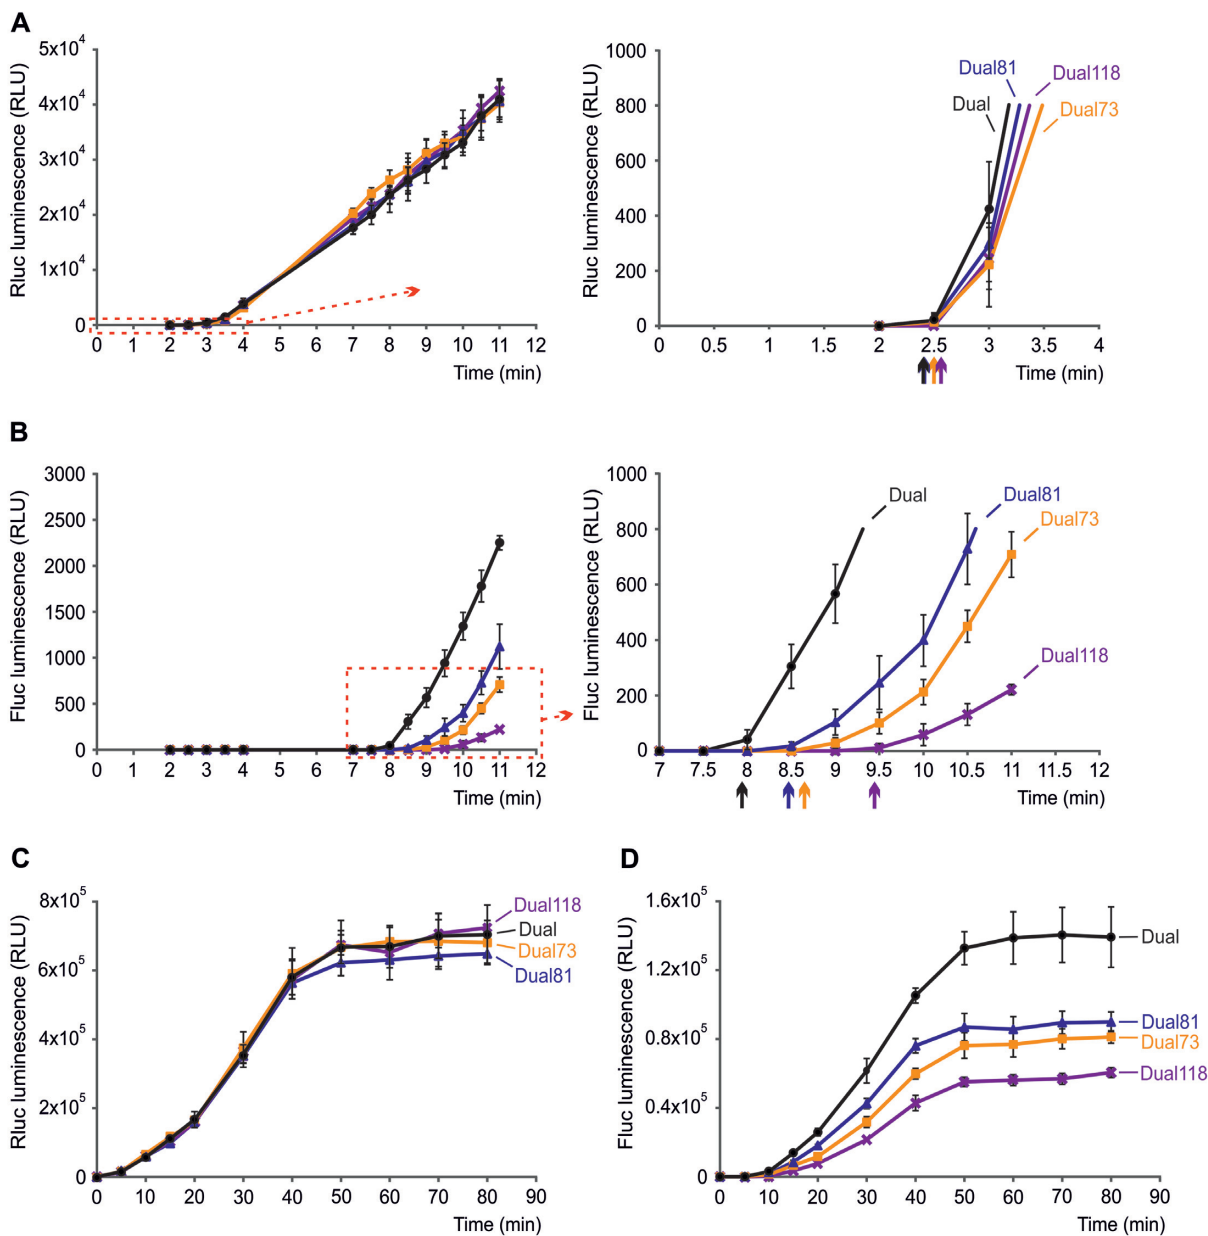 A
Rluc luminescence (RLU)
5x10^4
4x10^4
3x10^4
2x10^4
1x10^4
0
0 1 2 3 4 5 6 7 8 9 10 11 12
Time (min)
Rluc luminescence (RLU)
1000
800
600
400
200
0
Dual81
Dual118
Dual
Dual73
0 0.5 1 1.5 2 2.5 3 3.5 4
Time (min)
B
Fluc luminescence (RLU)
3000
2500
2000
1500
1000
500
0
0 1 2 3 4 5 6 7 8 9 10 11 12
Time (min)
Fluc luminescence (RLU)
1000
800
600
400
200
0
Dual
Dual81
Dual73
Dual118
7 7.5 8 8.5 9 9.5 10 10.5 11 11.5 12
Time (min)
C
Rluc luminescence (RLU)
8x10^5
6x10^5
4x10^5
2x10^5
0
Dual118
Dual
Dual73
Dual81
0 10 20 30 40 50 60 70 80 90
Time (min)
D
Fluc luminescence (RLU)
1.6x10^5
1.2x10^5
0.8x10^5
0.4x10^5
0
Dual
Dual81
Dual73
Dual118
0 10 20 30 40 50 60 70 80 90
Time (min)